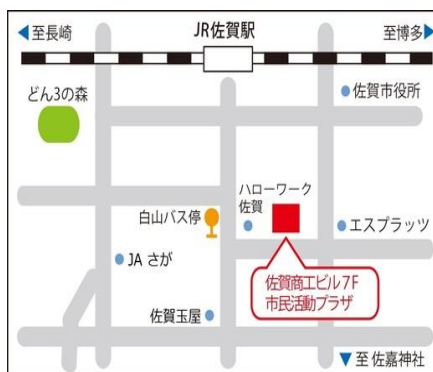 ◀至長崎
JR佐賀駅
至博多▶
どん3の森
佐賀市役所
ハローワーク
佐賀
白山バス停
エスプラッツ
JA さが
佐賀商工ビル7F
市民活動プラザ
佐賀玉屋
▼至 佐嘉神社